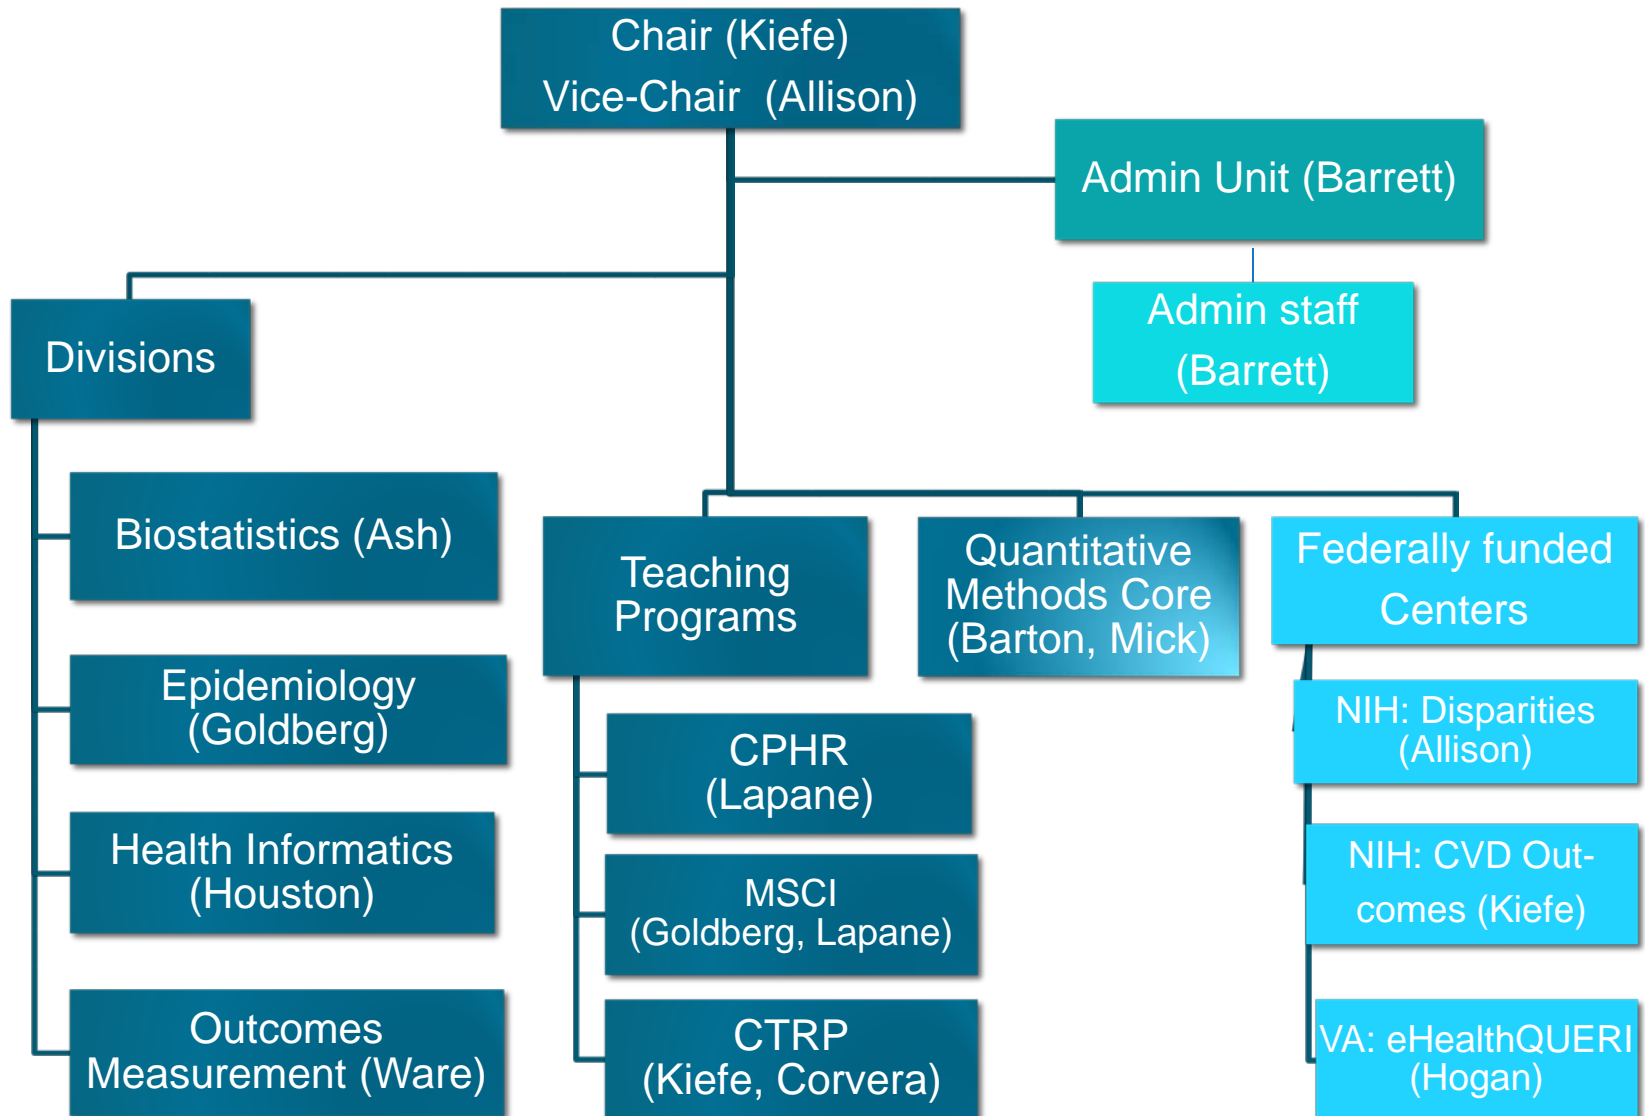 Chair (Kiefe)
Vice-Chair (Allison)
Admin Unit (Barrett)
Admin staff
(Barrett)
Divisions
Biostatistics (Ash)
Epidemiology
(Goldberg)
Health Informatics
(Houston)
Outcomes
Measurement (Ware)
Teaching
Programs
CPHR
(Lapane)
MSCI
(Goldberg, Lapane)
CTRP
(Kiefe, Corvera)
Quantitative
Methods Core
(Barton, Mick)
Federally funded
Centers
NIH: Disparities
(Allison)
NIH: CVD Out-
comes (Kiefe)
VA: eHealthQUERI
(Hogan)